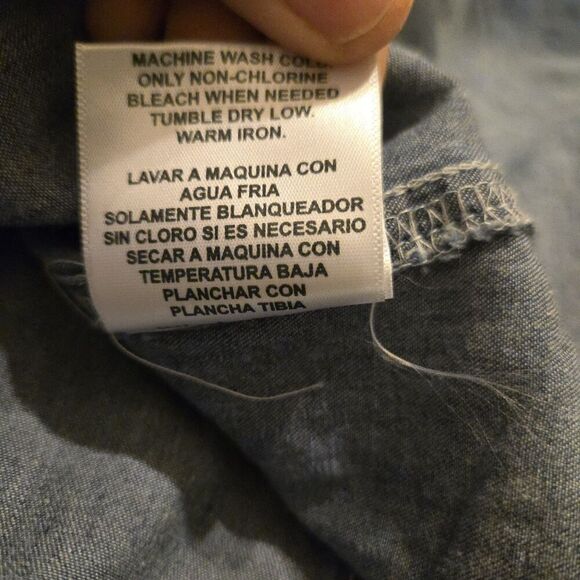 MACHINE WASH COLD
ONLY NON-CHLORINE
BLEACH WHEN NEEDED
TUMBLE DRY LOW.
WARM IRON.
LAVAR A MAQUINA CON
AGUA FRIA
SOLAMENTE BLANQUEADOR
SIN CLORO SI ES NECESARIO
SECAR A MAQUINA CON
TEMPERATURA BAJA
PLANCHAR CON
PLANCHA TIBIA